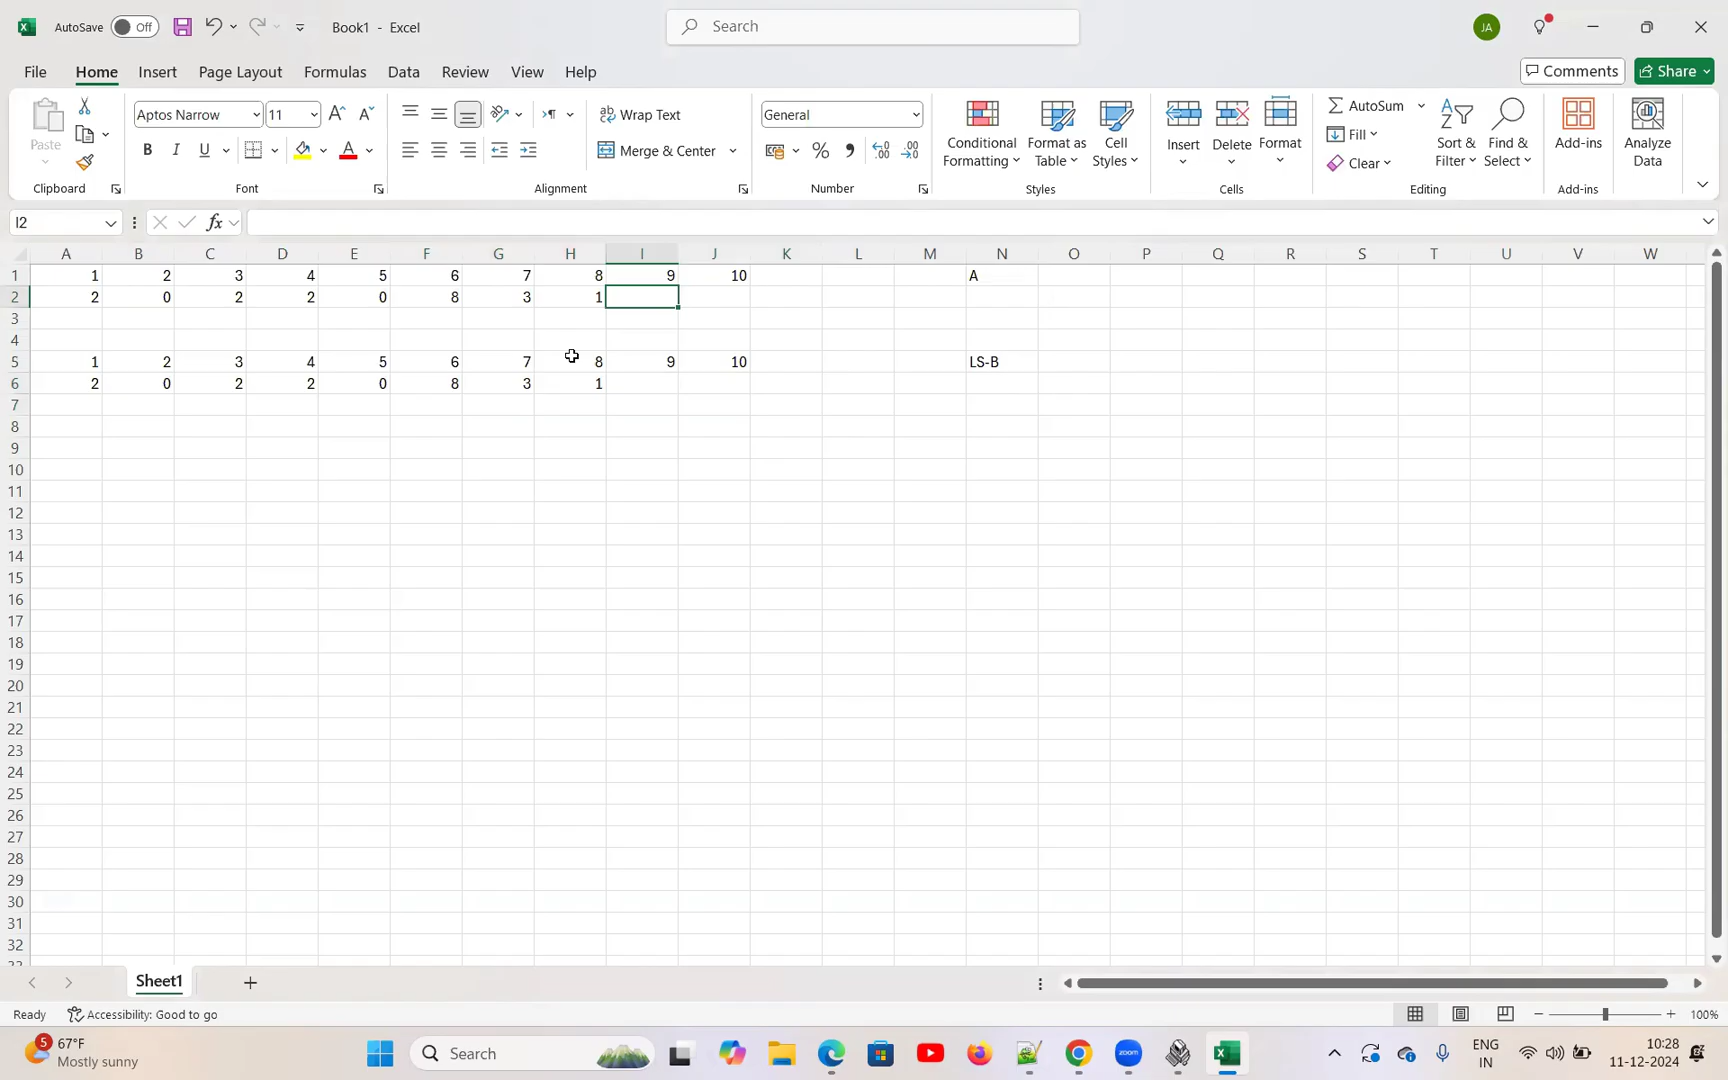 AutoSave Off Book1 - Excel Search JA
File Home Insert Page Layout Formulas Data Review View Help Comments Share
Paste Aptos Narrow 11 Wrap Text General Conditional Formatting Format as Table Cell Styles Insert Delete Format AutoSum Fill Clear Sort & Filter Find & Select Add-ins Analyze Data
B I U A Merge & Center % ,
Clipboard Font Alignment Number Styles Cells Editing Add-ins
I2 fx
A B C D E F G H I J K L M N O P Q R S T U V W
1 1 2 3 4 5 6 7 8 9 10 A
2 2 0 2 2 0 8 3 1
3
4
5 1 2 3 4 5 6 7 8 9 10 LS-B
6 2 0 2 2 0 8 3 1
7
8
9
10
11
12
13
14
15
16
17
18
19
20
21
22
23
24
25
26
27
28
29
30
31
32
Sheet1
Ready Accessibility: Good to go 100%
5 67°F Mostly sunny Search zoom ENG IN 10:28 11-12-2024